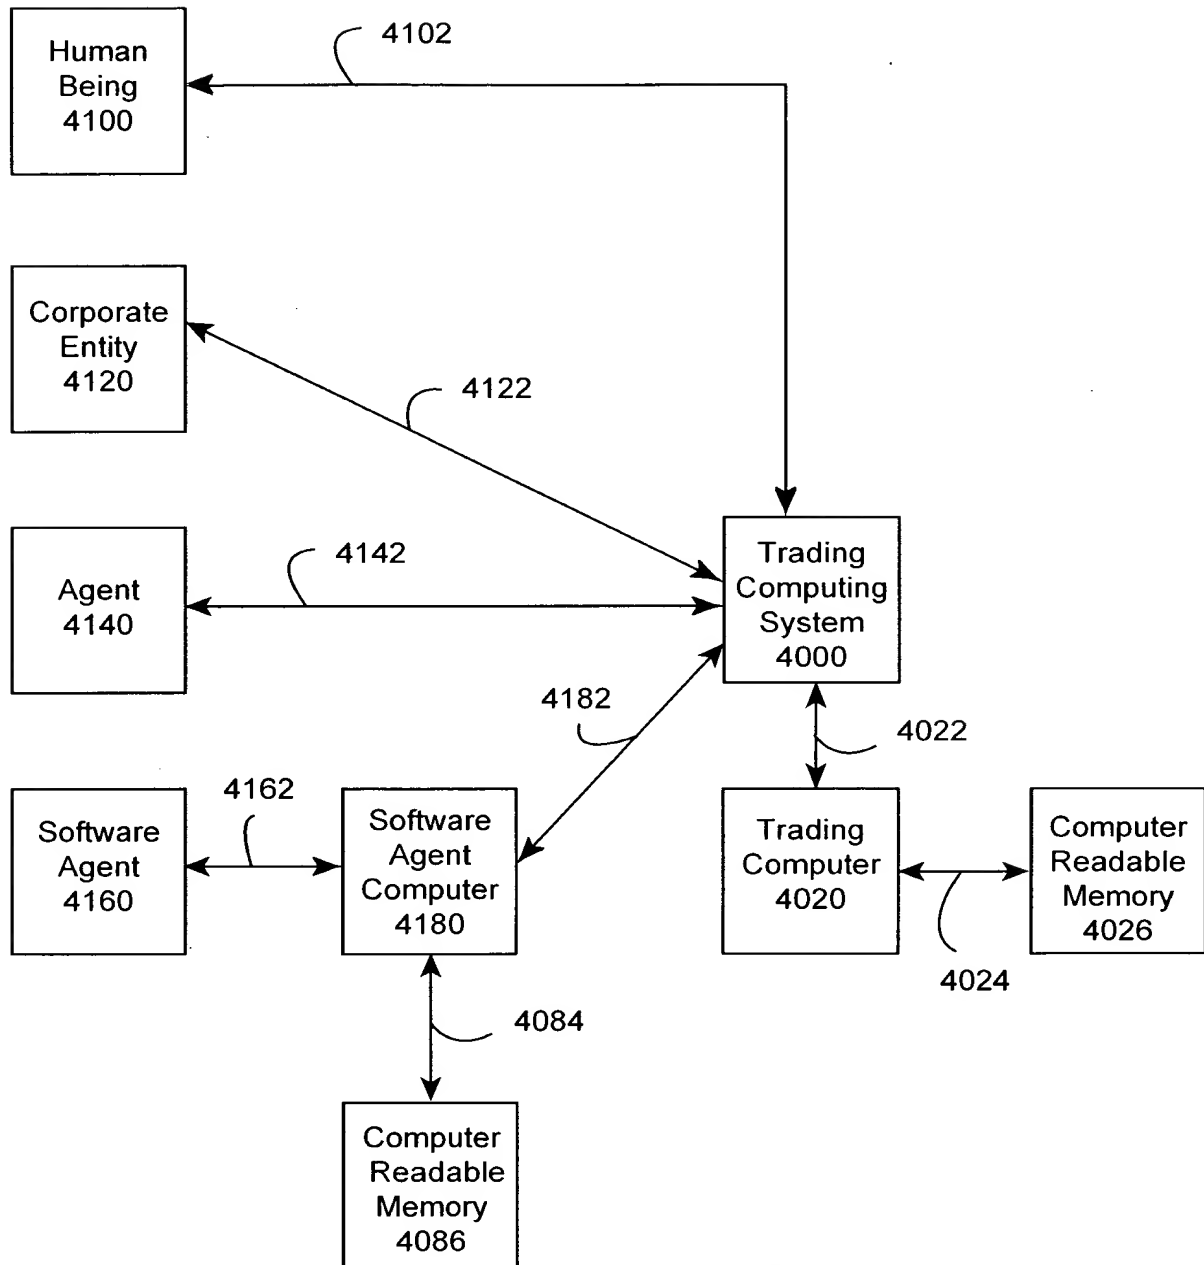 4102
Human
Being
4100
Corporate
Entity
4120
4122
Agent
4140
4142
Trading
Computing
System
4000
4182
4022
Software
Agent
4160
4162
Software
Agent
Computer
4180
Trading
Computer
4020
Computer
Readable
Memory
4026
4024
4084
Computer
Readable
Memory
4086